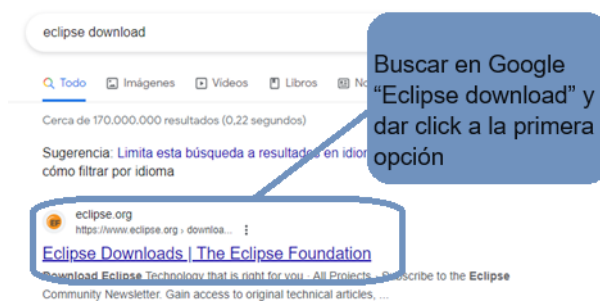 eclipse download
Todo Imágenes Videos Libros
Cerca de 170.000.000 resultados (0,22 segundos)
Sugerencia: Limita esta búsqueda a resultados en
cómo filtrar por idioma
Buscar en Google
“Eclipse download” y
dar click a la primera
opción
eclipse.org
https://www.eclipse.org › downloa...
Eclipse Downloads | The Eclipse Foundation
Download Eclipse Technology that is right for you · All Projects · Subscribe to the Eclipse
Community Newsletter. Gain access to original technical articles, ...